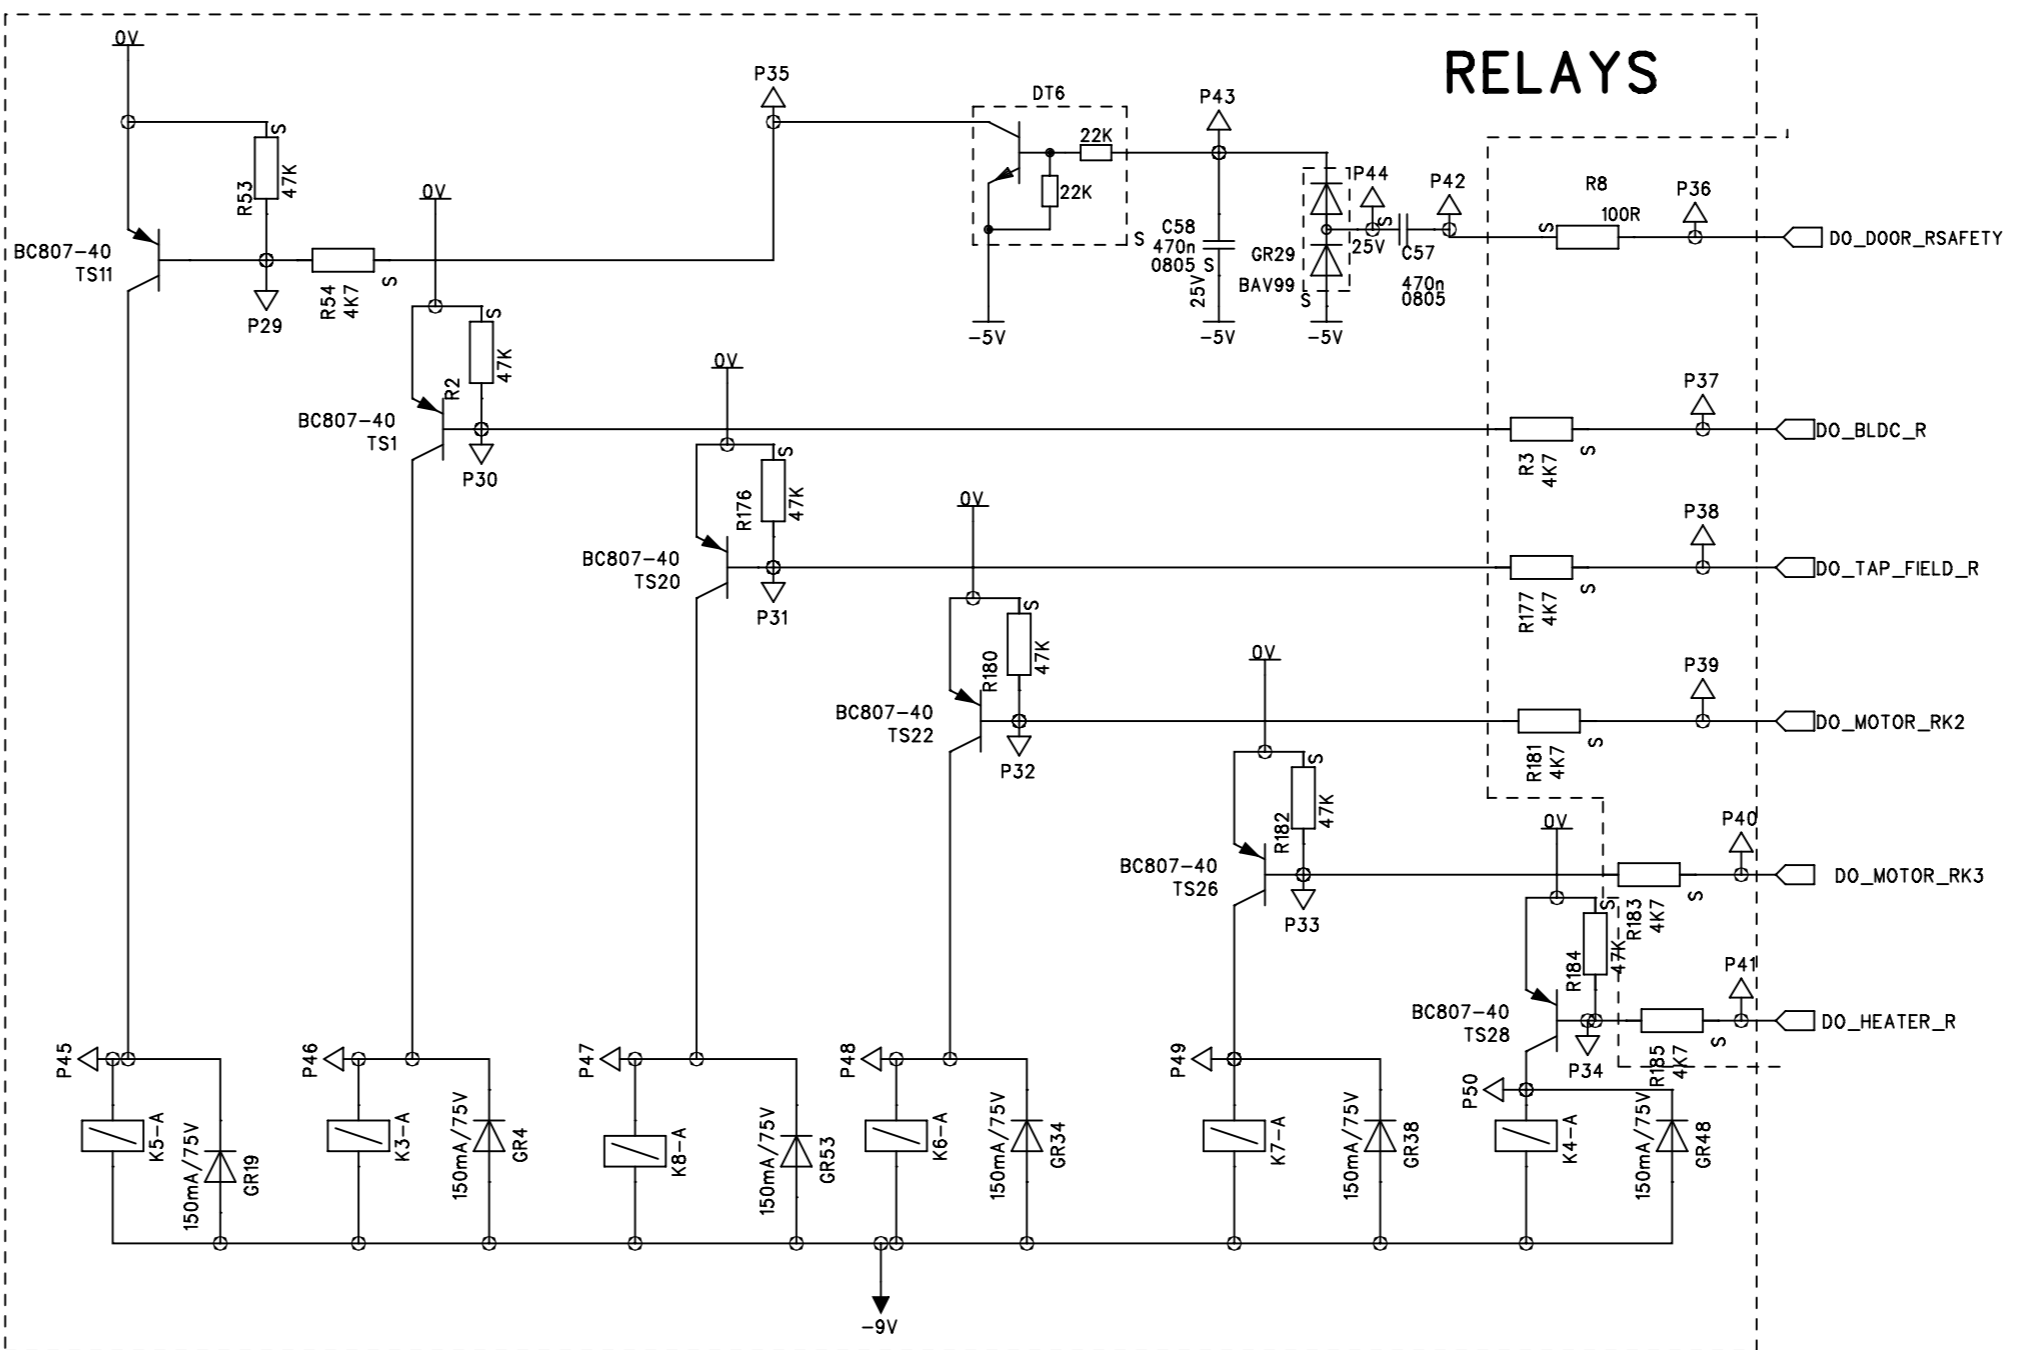 RELAYS
0V
P35
DT6
P43
22K
22K
S
S
47K
R53
0V
P44
P42
R8
100R
P36
S
S
DO_DOOR_RSAFETY
BC807-40
TS11
C58
470n
0805 S
25V
GR29
BAV99
S
25V
C57
470n
0805
P29
R54
4K7
S
-5V
-5V
-5V
S
47K
R2
0V
P37
BC807-40
TS1
DO_BLDC_R
P30
R3
4K7
S
S
47K
R176
0V
P38
BC807-40
TS20
DO_TAP_FIELD_R
P31
R177
4K7
S
S
47K
R180
0V
P39
BC807-40
TS22
DO_MOTOR_RK2
P32
R181
4K7
S
S
47K
R182
0V
P40
BC807-40
TS26
DO_MOTOR_RK3
P33
R183
4K7
S
S
47K
R184
P41
BC807-40
TS28
DO_HEATER_R
P34
R185
4K7
S
P45
P46
P47
P48
P49
P50
K5-A
150mA/75V
GR19
K3-A
150mA/75V
GR4
K8-A
150mA/75V
GR53
K6-A
150mA/75V
GR34
K7-A
150mA/75V
GR38
K4-A
150mA/75V
GR48
-9V